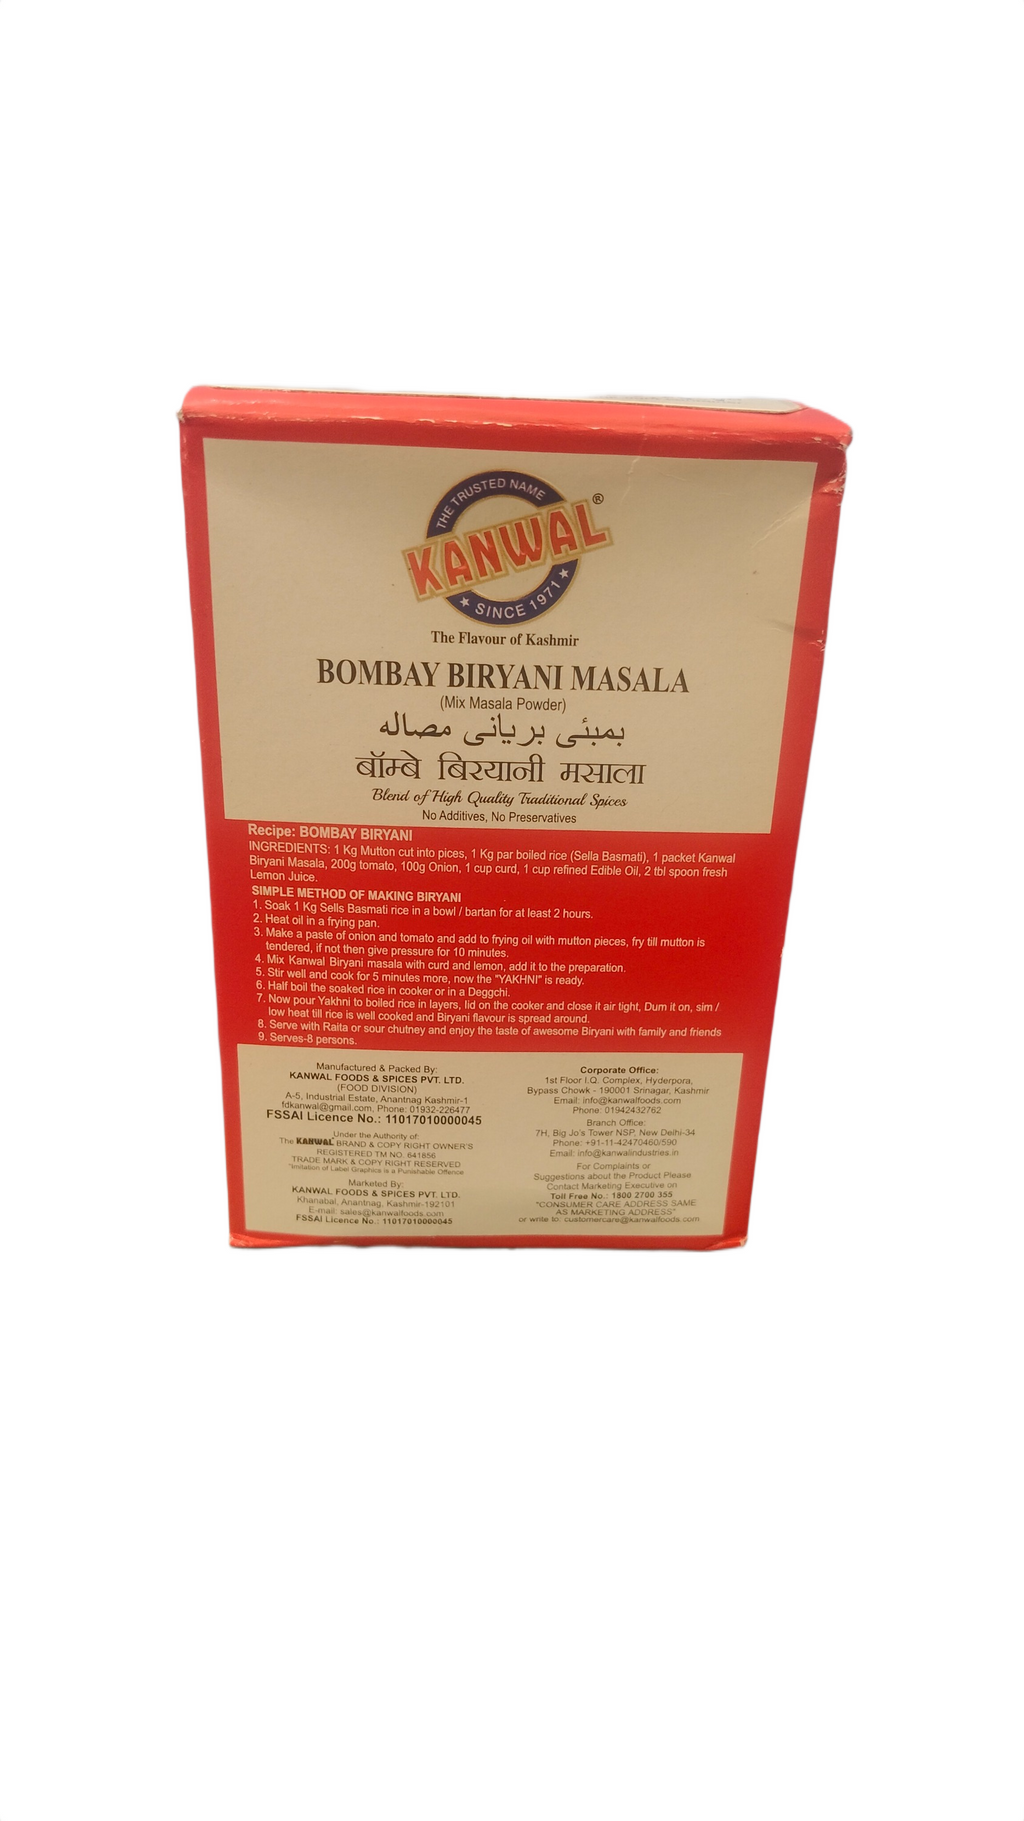 THE TRUSTED NAME
KANWAL ®
★ SINCE 1971 ★
The Flavour of Kashmir
BOMBAY BIRYANI MASALA
(Mix Masala Powder)
بمبئی بریانی مصالہ
बॉम्बे बिरयानी मसाला
Blend of High Quality Traditional Spices
No Additives, No Preservatives
Recipe: BOMBAY BIRYANI
INGREDIENTS: 1 Kg Mutton cut into pices, 1 Kg par boiled rice (Sella Basmati), 1 packet Kanwal
Biryani Masala, 200g tomato, 100g Onion, 1 cup curd, 1 cup refined Edible Oil, 2 tbl spoon fresh
Lemon Juice.
SIMPLE METHOD OF MAKING BIRYANI
1. Soak 1 Kg Sells Basmati rice in a bowl / bartan for at least 2 hours.
2. Heat oil in a frying pan.
3. Make a paste of onion and tomato and add to frying oil with mutton pieces, fry till mutton is
tendered, if not then give pressure for 10 minutes.
4. Mix Kanwal Biryani masala with curd and lemon, add it to the preparation.
5. Stir well and cook for 5 minutes more, now the "YAKHNI" is ready.
6. Half boil the soaked rice in cooker or in a Deggchi.
7. Now pour Yakhni to boiled rice in layers, lid on the cooker and close it air tight, Dum it on, sim /
low heat till rice is well cooked and Biryani flavour is spread around.
8. Serve with Raita or sour chutney and enjoy the taste of awesome Biryani with family and friends
9. Serves-8 persons.
Manufactured & Packed By:
KANWAL FOODS & SPICES PVT. LTD.
(FOOD DIVISION)
A-5, Industrial Estate, Anantnag Kashmir-1
fdkanwal@gmail.com, Phone: 01932-226477
FSSAI Licence No.: 11017010000045
Under the Authority of:
The KANWAL BRAND & COPY RIGHT OWNER'S
REGISTERED TM NO. 641856
TRADE MARK & COPY RIGHT RESERVED
"Imitation of Label Graphics is a Punishable Offence
Marketed By:
KANWAL FOODS & SPICES PVT. LTD.
Khanabal, Anantnag, Kashmir-192101
E-mail: sales@kanwalfoods.com
FSSAI Licence No.: 11017010000045
Corporate Office:
1st Floor I.Q. Complex, Hyderpora,
Bypass Chowk - 190001 Srinagar, Kashmir
Email: info@kanwalfoods.com
Phone: 01942432762
Branch Office:
7H, Big Jo's Tower NSP, New Delhi-34
Phone: +91-11-42470460/590
Email: info@kanwalindustries.in
For Complaints or
Suggestions about the Product Please
Contact Marketing Executive on
Toll Free No.: 1800 2700 355
"CONSUMER CARE ADDRESS SAME
AS MARKETING ADDRESS"
or write to: customercare@kanwalfoods.com